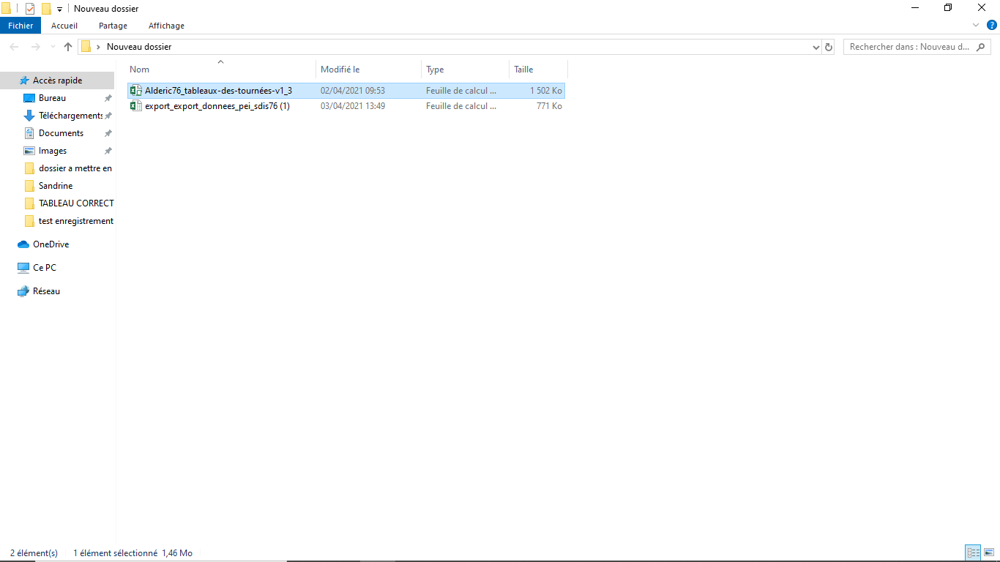 Nouveau dossier
Fichier Accueil Partage Affichage
Nouveau dossier
Rechercher dans : Nouveau d...
Nom Modifié le Type Taille
Alderic76_tableaux-des-tournées-v1_3 02/04/2021 09:53 Feuille de calcul ... 1 502 Ko
export_export_donnees_pei_sdis76 (1) 03/04/2021 13:49 Feuille de calcul ... 771 Ko
Accès rapide
Bureau
Téléchargements
Documents
Images
dossier a mettre en
Sandrine
TABLEAU CORRECT
test enregistrement
OneDrive
Ce PC
Réseau
2 élément(s) 1 élément sélectionné 1,46 Mo